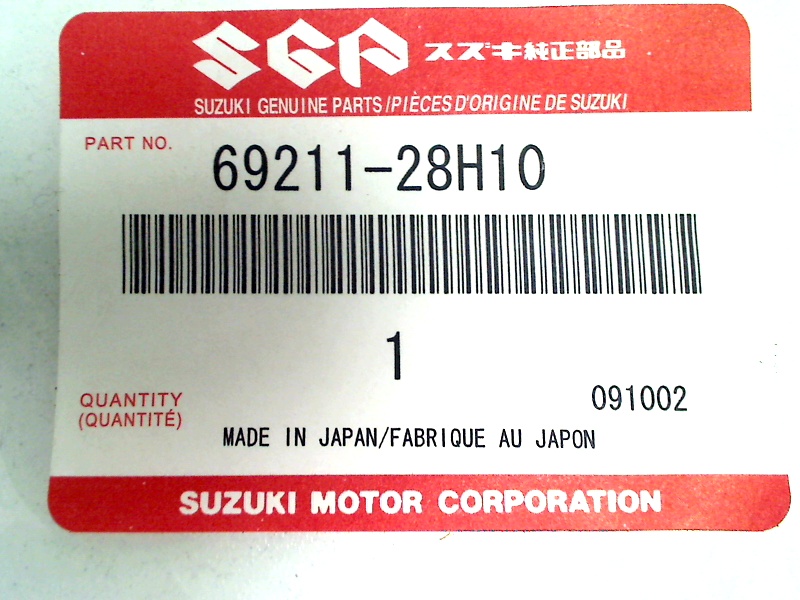 SGP スズキ純正部品
SUZUKI GENUINE PARTS/PIÈCES D'ORIGINE DE SUZUKI
PART NO. 69211-28H10
1
QUANTITY
(QUANTITÉ)
091002
MADE IN JAPAN/FABRIQUE AU JAPON
SUZUKI MOTOR CORPORATION